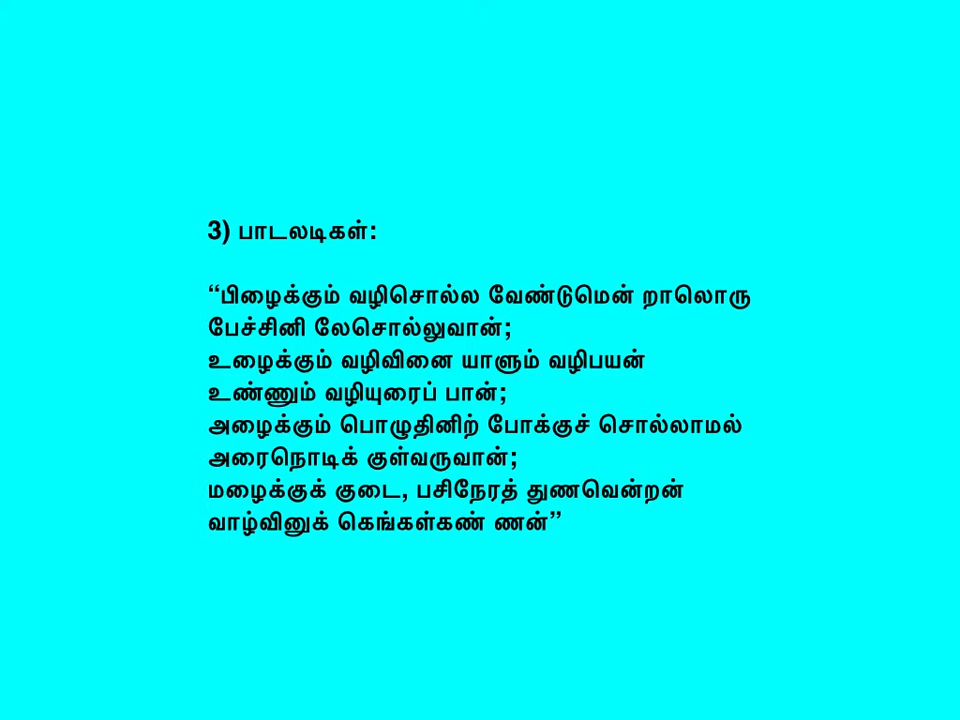 3) பாடலடிகள்:
“பிழைக்கும் வழிசொல்ல வேண்டுமென் றாலொரு
பேச்சினி லேசொல்லுவான்;
உழைக்கும் வழிவினை யாளும் வழிபயன்
உண்ணும் வழியுரைப் பான்;
அழைக்கும் பொழுதினிற் போக்குச் சொல்லாமல்
அரைநொடிக் குள்வருவான்;
மழைக்குக் குடை, பசிநேரத் துணவென்றன்
வாழ்வினுக் கெங்கள்கண் ணன்”